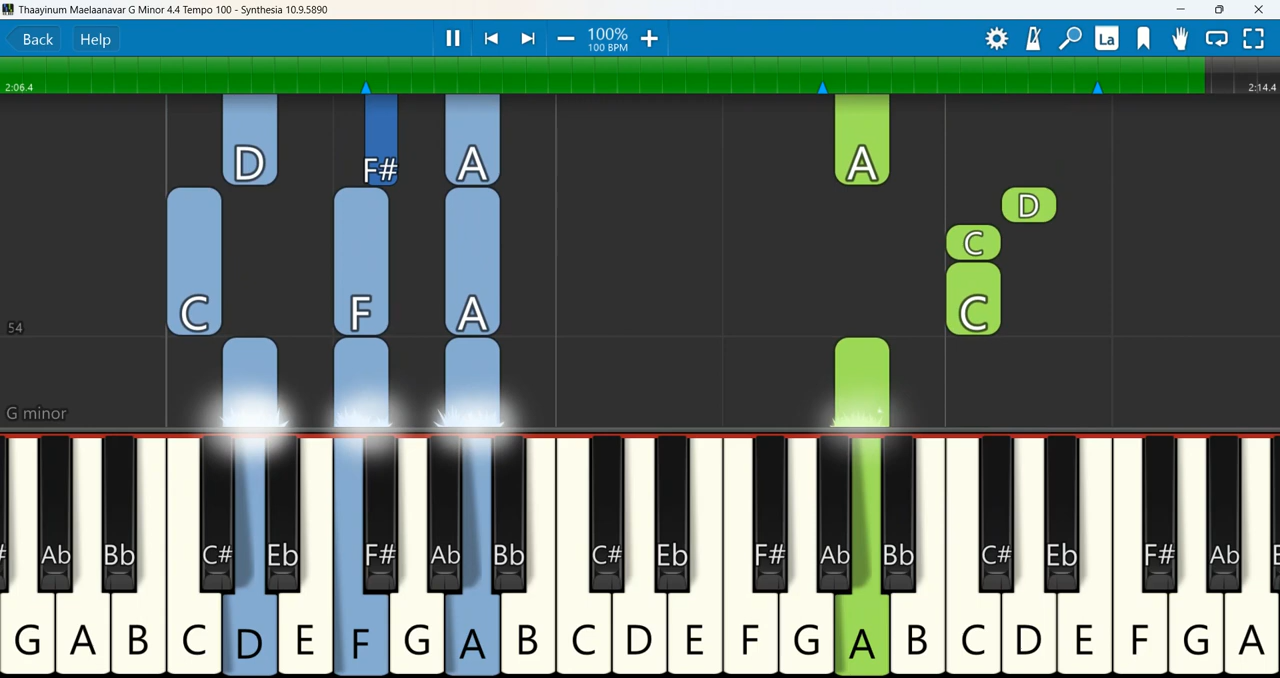 Thaayinum Maelaanavar G Minor 4.4 Tempo 100 - Synthesia 10.9.5890
Back Help 100% La
100 BPM
2:06.4 2:14.4
D F# A A
D
C
C F A C
54
G minor
Ab Bb C# Eb F# Ab Bb C# Eb F# Ab Bb C# Eb F# Ab
G A B C D E F G A B C D E F G A B C D E F G A